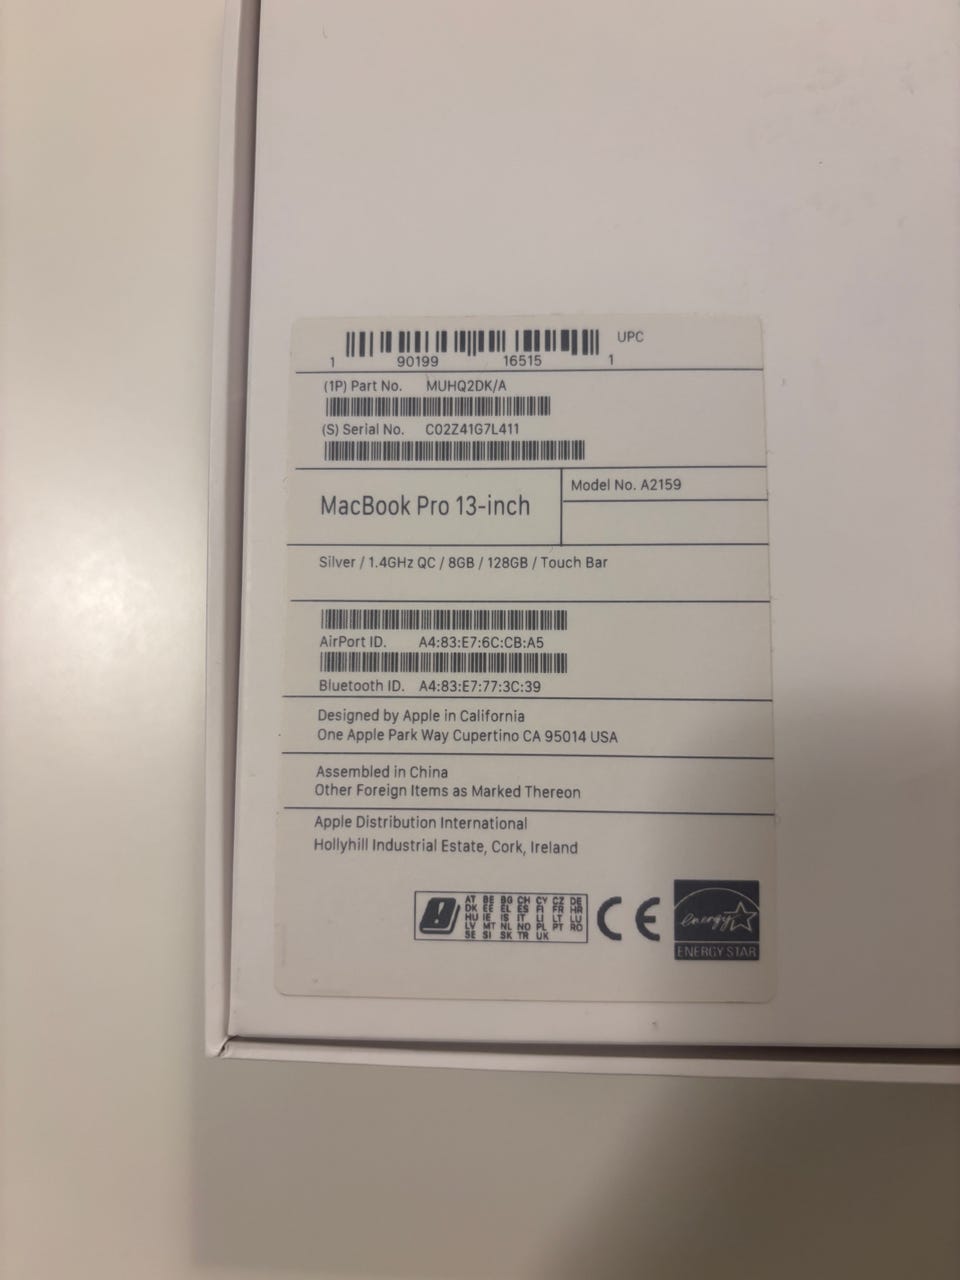 UPC
1 90199 16515 1
(1P) Part No. MUHQ2DK/A
(S) Serial No. C02Z41G7L411
MacBook Pro 13-inch
Model No. A2159
Silver / 1.4GHz QC / 8GB / 128GB / Touch Bar
AirPort ID. A4:83:E7:6C:CB:A5
Bluetooth ID. A4:83:E7:77:3C:39
Designed by Apple in California
One Apple Park Way Cupertino CA 95014 USA
Assembled in China
Other Foreign Items as Marked Thereon
Apple Distribution International
Hollyhill Industrial Estate, Cork, Ireland
AT BE BG CH CY CZ DE
DK EE EL ES FI FR HR
HU IE IS IT LI LT LU
LV MT NL NO PL PT RO
SE SI SK TR UK
CE
energy
ENERGY STAR